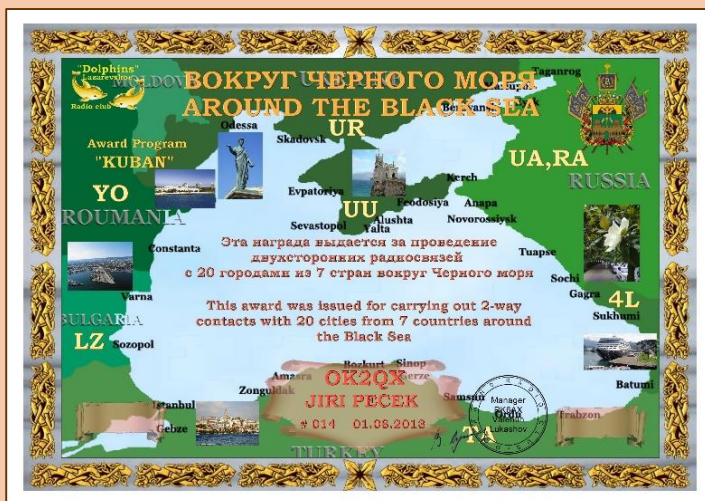 "Dolphins"
Lazarevskoe
Radio club
MOLDOVA
ВОКРУГ ЧЕРНОГО МОРЯ
AROUND THE BLACK SEA
Taganrog
Award Program
"KUBAN"
Odessa
Skadovsk
UR
UA,RA
RUSSIA
YO
ROUMANIA
Evpatoriya
Kerch
UU
Feodosiya
Anapa
Alushta
Novorossiysk
Sevastopol
Yalta
Constanta
Эта награда выдается за проведение
двухсторонних радиосвязей
с 20 городами из 7 стран вокруг Черного моря
Tuapse
Sochi
Gagra
4L
Sukhumi
Varna
This award was issued for carrying out 2-way
contacts with 20 cities from 7 countries around
the Black Sea
BULGARIA
LZ
Sozopol
Bozkurt
Sinop
Gerze
Amasra
Zonguldak
OK2QX
JIRI PECEK
# 014 01.08.2013
Samsun
Batumi
Manager
Lukashov
Ordu
Trabzon
Istanbul
Gebze
TA
TURKEY